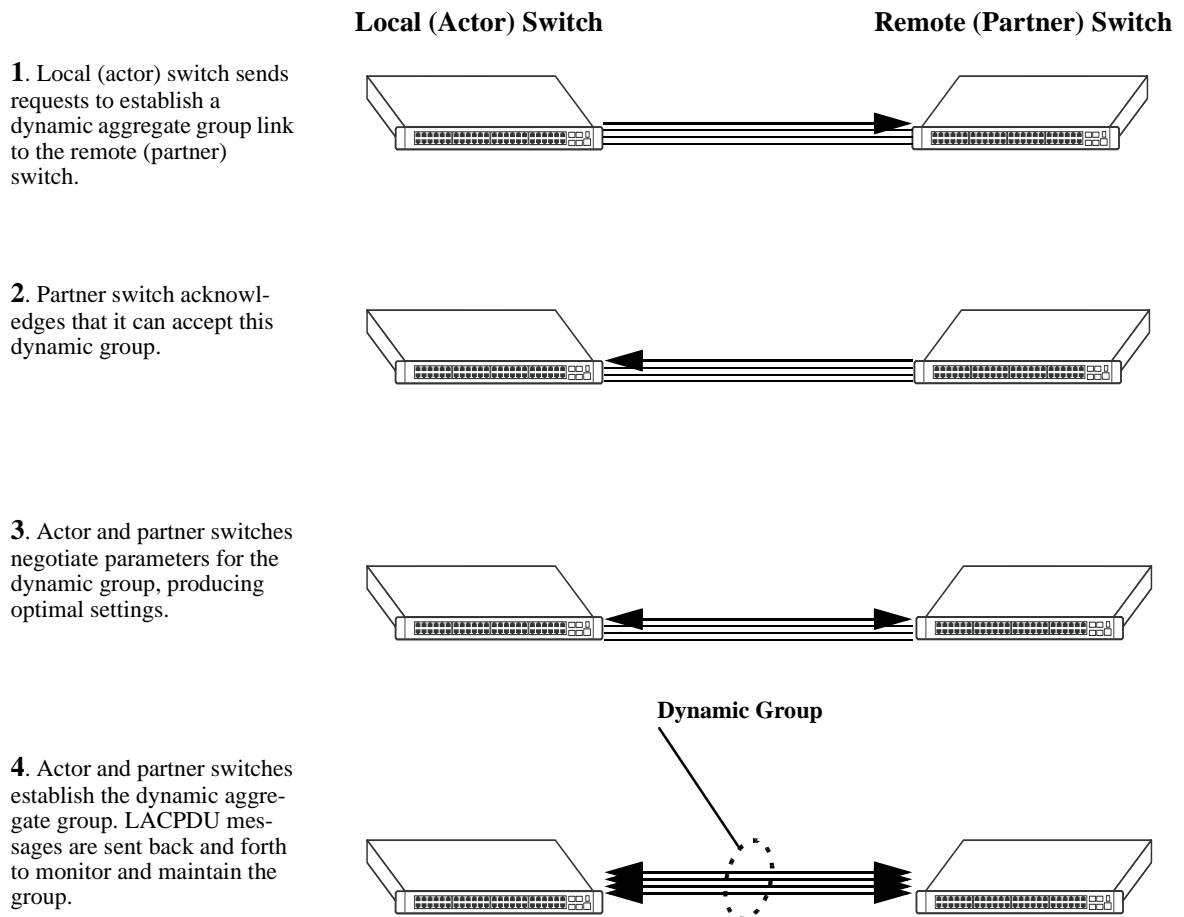 Local (Actor) Switch
Remote (Partner) Switch
1. Local (actor) switch sends
requests to establish a
dynamic aggregate group link
to the remote (partner)
switch.
2. Partner switch acknowl-
edges that it can accept this
dynamic group.
3. Actor and partner switches
negotiate parameters for the
dynamic group, producing
optimal settings.
Dynamic Group
4. Actor and partner switches
establish the dynamic aggre-
gate group. LACPDU mes-
sages are sent back and forth
to monitor and maintain the
group.